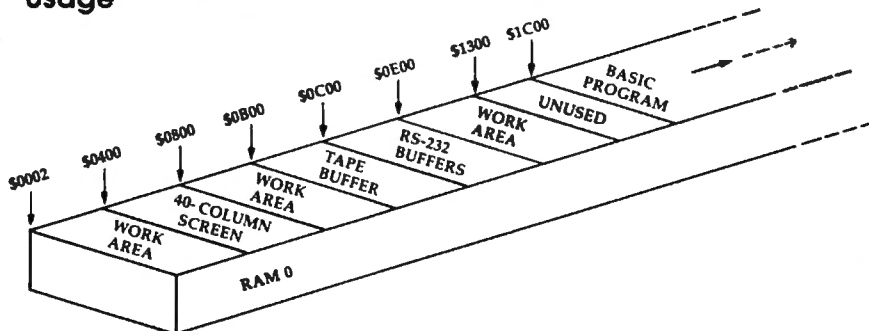 usage
$0002
$0400
$0800
$0B00
$0C00
$0E00
$1300
$1C00
WORK
AREA
40- COLUMN
SCREEN
WORK
AREA
TAPE
BUFFER
RS-232
BUFFERS
WORK
AREA
UNUSED
BASIC
PROGRAM
RAM 0